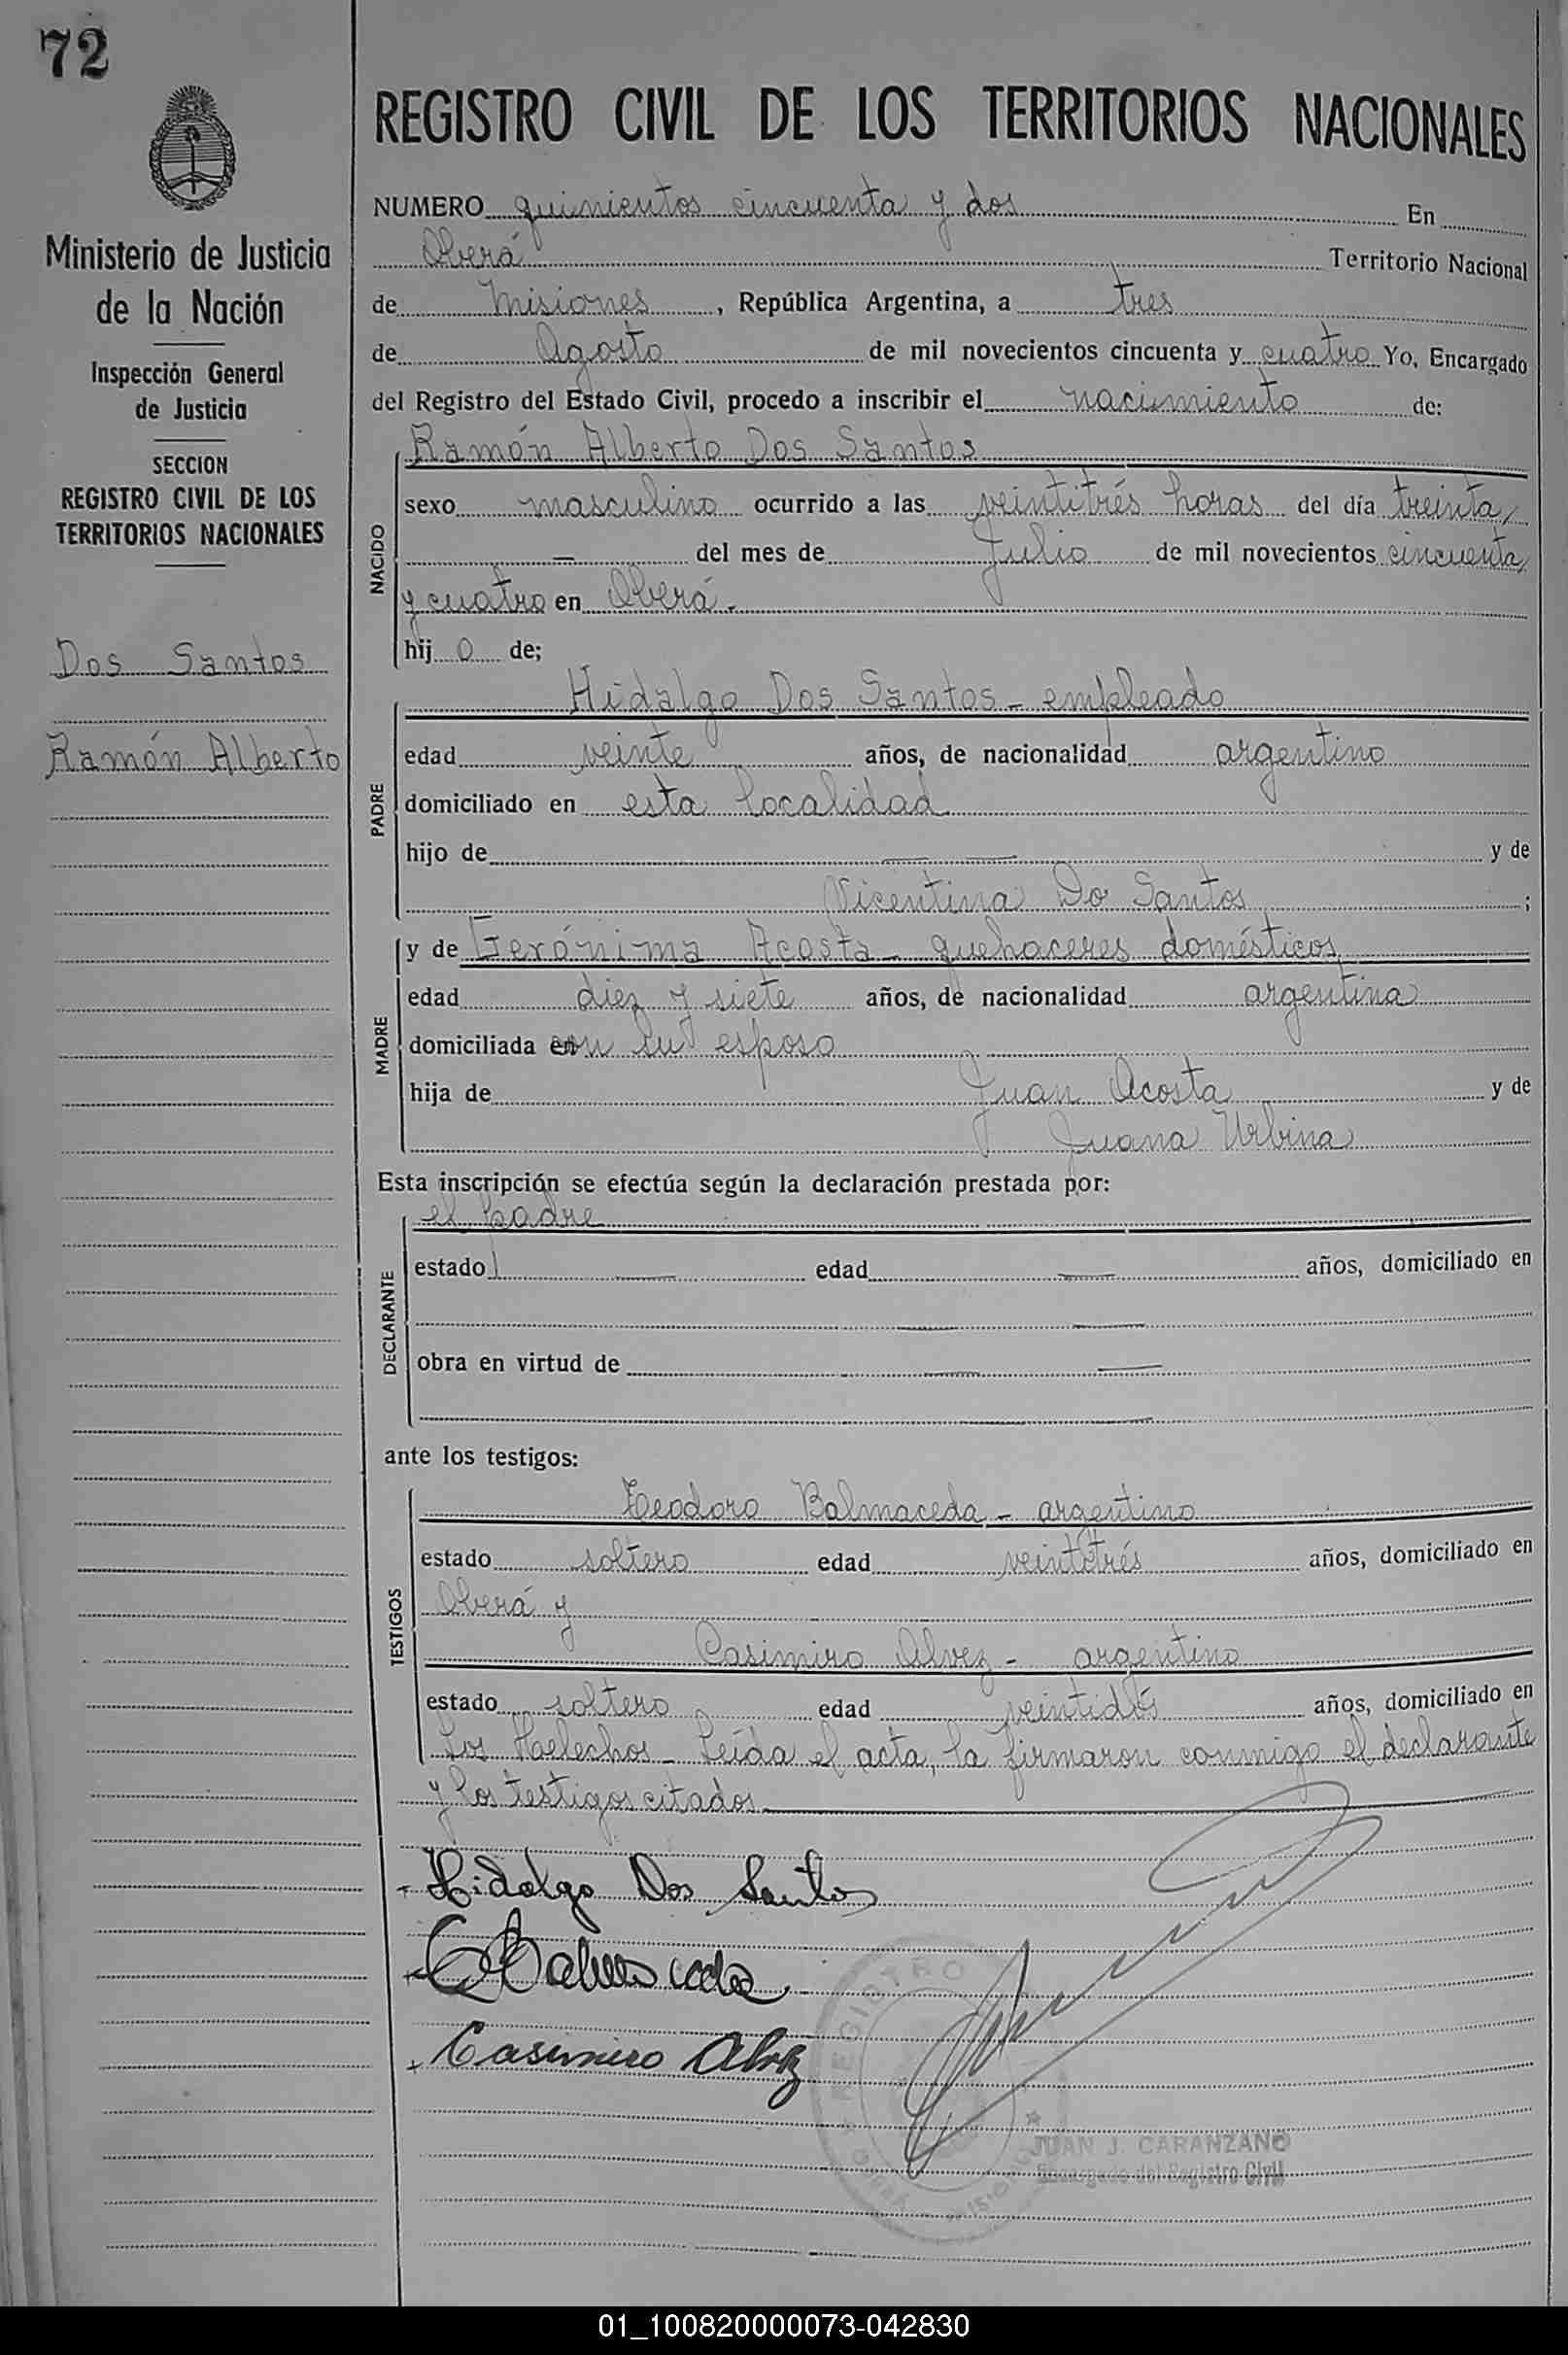 72
Ministerio de Justicia
de la Nación
Inspección General
de Justicia
SECCION
REGISTRO CIVIL DE LOS
TERRITORIOS NACIONALES
Dos Santos
Ramón Alberto
REGISTRO CIVIL DE LOS TERRITORIOS NACIONALES
NUMERO quinientos cincuenta y dos En
Oberá Territorio Nacional
de Misiones, República Argentina, a tres
de Agosto de mil novecientos cincuenta y cuatro Yo, Encargado
del Registro del Estado Civil, procedo a inscribir el nacimiento de:
NACIDO
Ramón Alberto Dos Santos
sexo masculino ocurrido a las veintitrés horas del día treinta,
— del mes de Julio de mil novecientos cincuenta
y cuatro en Oberá.
hij o de;
PADRE
Hidalgo Dos Santos - empleado
edad veinte años, de nacionalidad argentino
domiciliado en esta localidad
hijo de — — y de
Vicentina Do Santos ;
MADRE
y de Gerónima Acosta - quehaceres domésticos
edad diez y siete años, de nacionalidad argentina
domiciliada con su esposo
hija de Juan Acosta y de
Juana Urbina
Esta inscripción se efectúa según la declaración prestada por:
DECLARANTE
el padre
estado — edad — años, domiciliado en
— —
obra en virtud de — —
ante los testigos:
TESTIGOS
Teodoro Balmaceda - argentino
estado soltero edad veintitrés años, domiciliado en
Oberá y
Casimiro Alvez - argentino
estado soltero edad veintidós años, domiciliado en
Los Helechos - Leída el acta, la firmaron conmigo el declarante
y los testigos citados
Hidalgo Dos Santos
Balmaceda
Casimiro Alvez
REGISTRO
JUAN J. CARANZANO
Encargado del Registro Civil
01_100820000073-042830